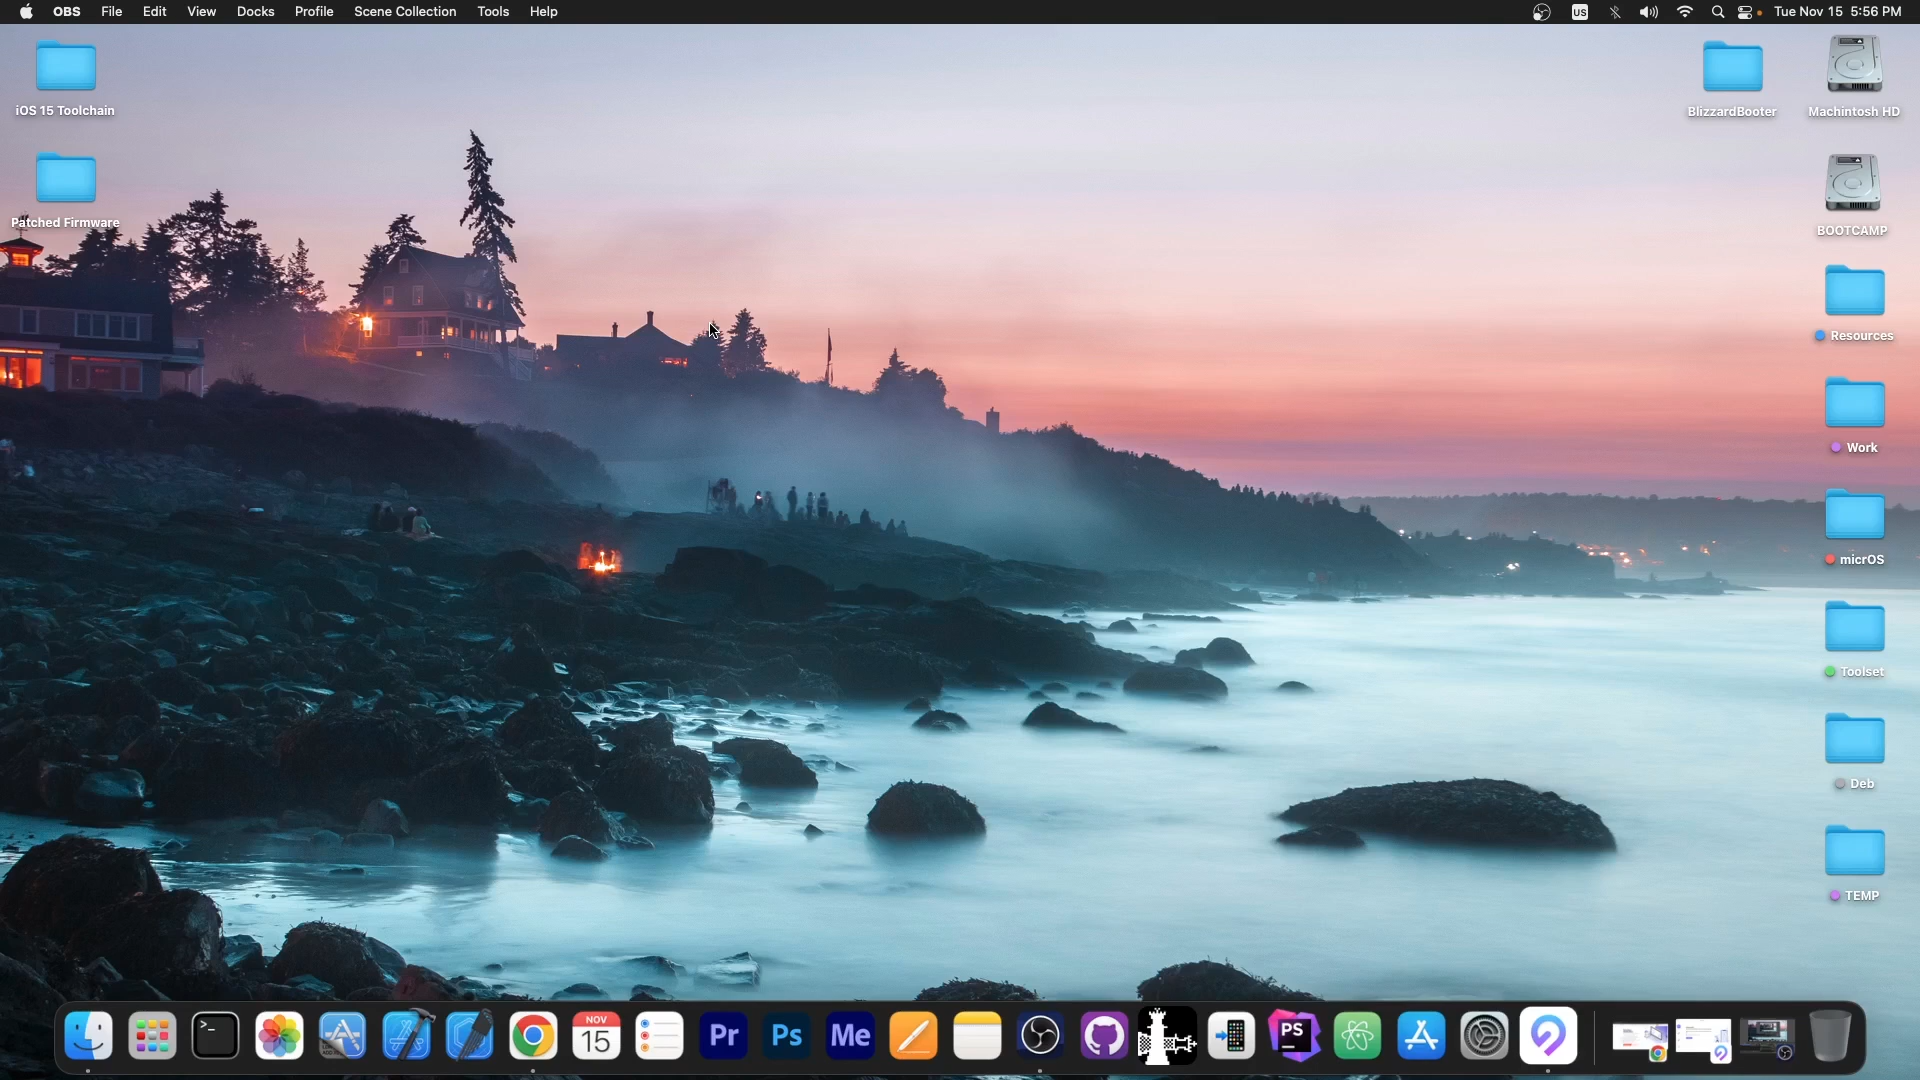 OBS File Edit View Docks Profile Scene Collection Tools Help US Tue Nov 15 5:56 PM
iOS 15 Toolchain
BlizzardBooter
Machintosh HD
Patched Firmware
BOOTCAMP
Resources
Work
micrOS
Toolset
Deb
TEMP
>_
NOV
15
Pr
Ps
Me
PS